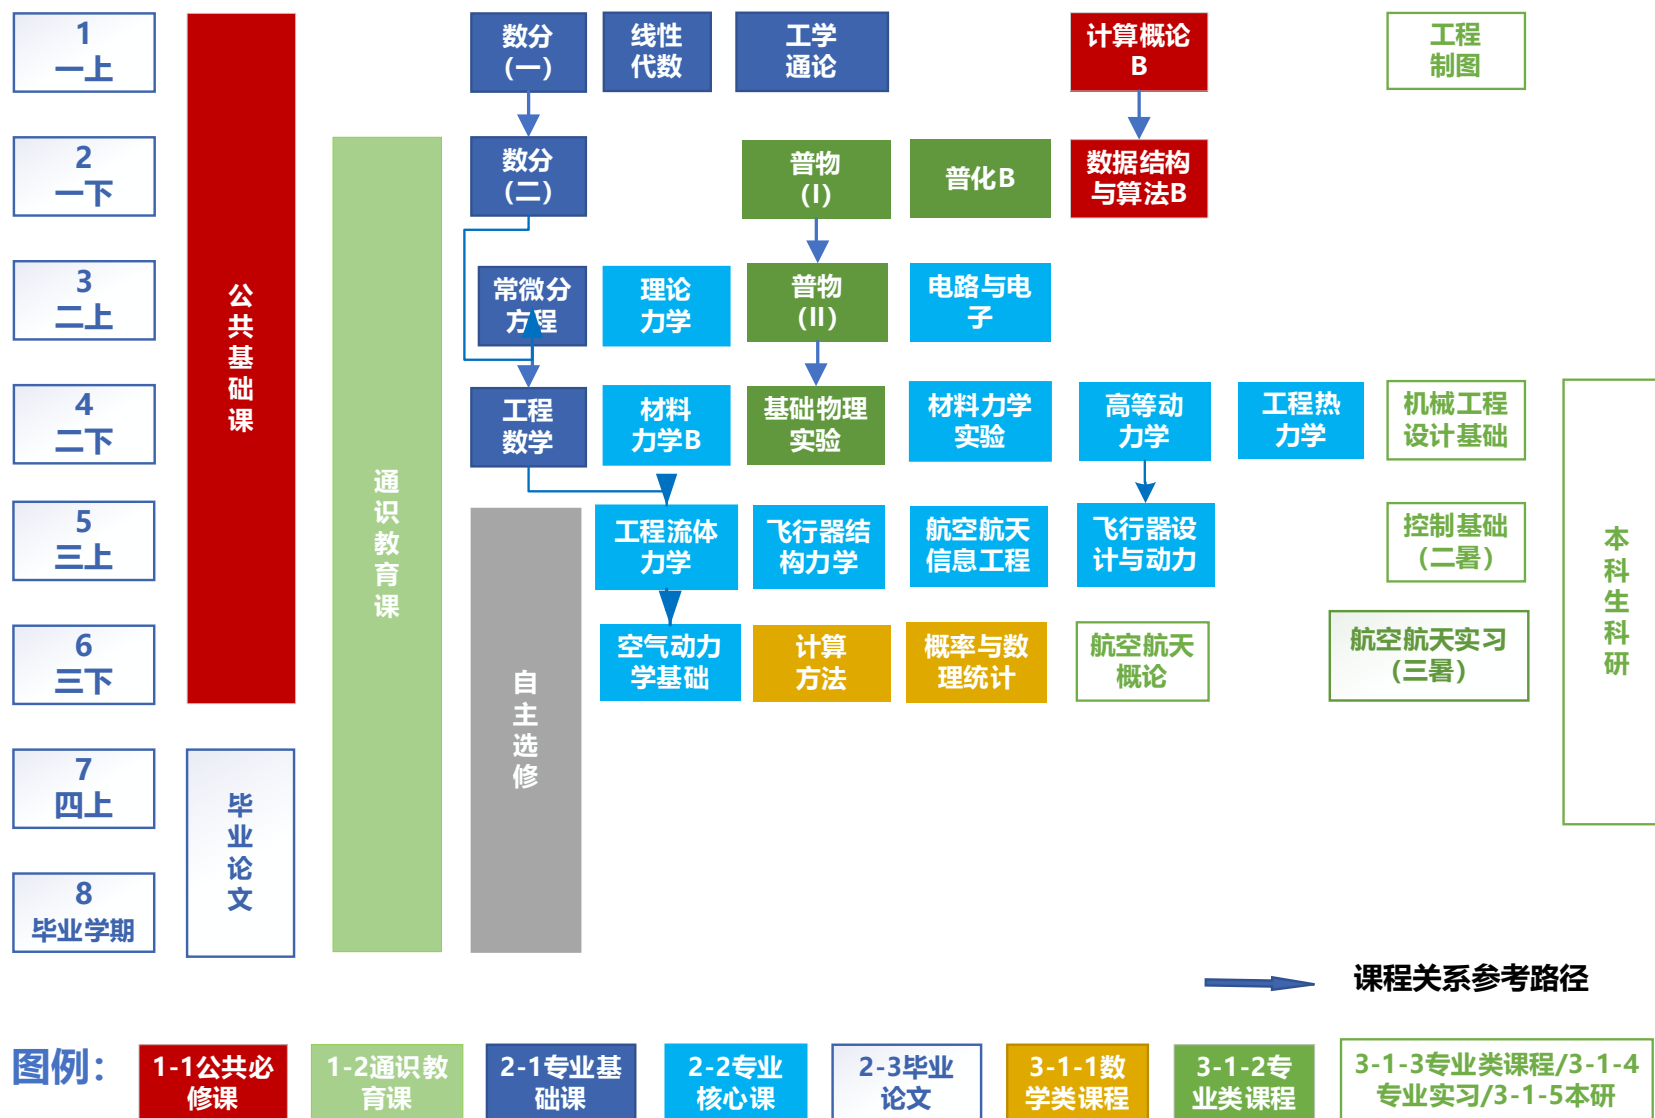 1
一上
数分
（一）
线性
代数
工学
通论
计算概论
B
工程
制图
2
一下
数分
（二）
普物
（I）
普化B
数据结构
与算法B
3
二上
公
共
基
础
课
常微分
方程
理论
力学
普物
（II）
电路与电
子
4
二下
通
识
教
育
课
工程
数学
材料
力学B
基础物理
实验
材料力学
实验
高等动
力学
工程热
力学
机械工程
设计基础
5
三上
工程流体
力学
飞行器结
构力学
航空航天
信息工程
飞行器设
计与动力
控制基础
（二暑）
本
科
生
科
研
6
三下
自
主
选
修
空气动力
学基础
计算
方法
概率与数
理统计
航空航天
概论
航空航天实习
（三暑）
7
四上
毕
业
论
文
8
毕业学期
课程关系参考路径
图例：
1-1公共必
修课
1-2通识教
育课
2-1专业基
础课
2-2专业
核心课
2-3毕业
论文
3-1-1数
学类课程
3-1-2专
业类课程
3-1-3专业类课程/3-1-4
专业实习/3-1-5本研